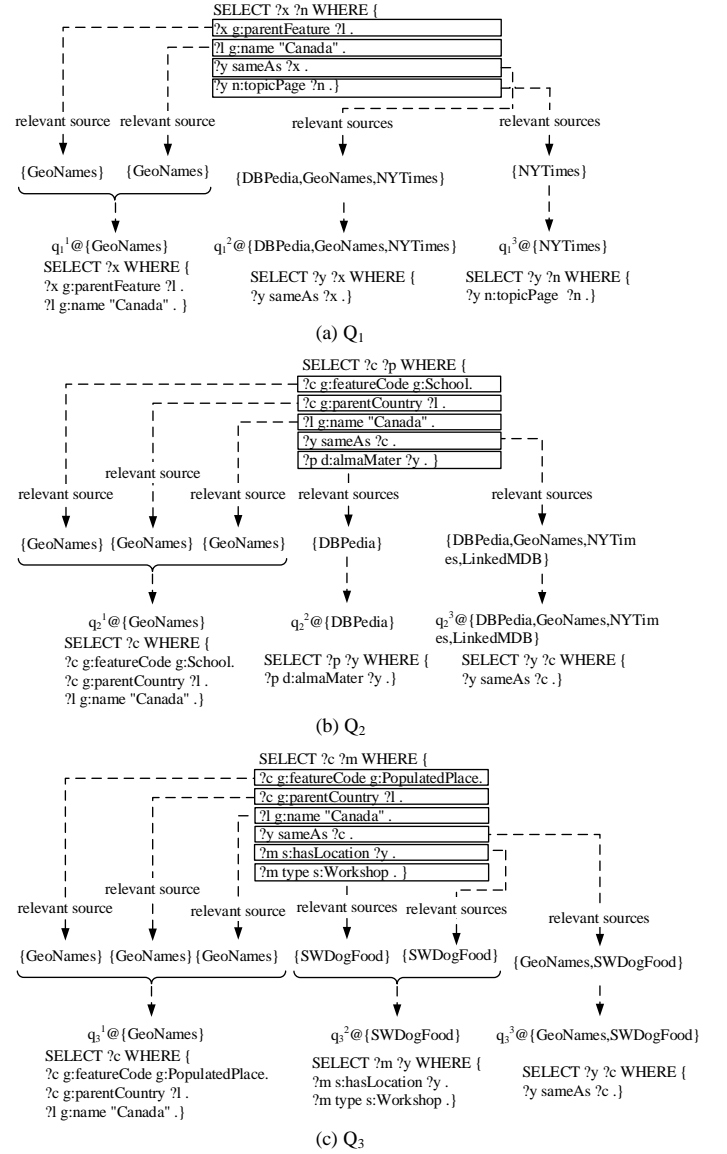 SELECT ?x ?n WHERE {
?x g:parentFeature ?l .
?l g:name "Canada" .
?y sameAs ?x .
?y n:topicPage ?n .}
relevant source
relevant source
relevant sources
relevant sources
{GeoNames}
{GeoNames}
{DBPedia,GeoNames,NYTimes}
{NYTimes}
q₁¹@{GeoNames}
SELECT ?x WHERE {
?x g:parentFeature ?l .
?l g:name "Canada" . }
q₁²@{DBPedia,GeoNames,NYTimes}
SELECT ?y ?x WHERE {
?y sameAs ?x .}
q₁³@{NYTimes}
SELECT ?y ?n WHERE {
?y n:topicPage ?n .}
(a) Q₁
SELECT ?c ?p WHERE {
?c g:featureCode g:School.
?c g:parentCountry ?l .
?l g:name "Canada" .
?y sameAs ?c .
?p d:almaMater ?y . }
relevant source
relevant source
relevant source
relevant sources
relevant sources
{GeoNames}
{GeoNames}
{GeoNames}
{DBPedia}
{DBPedia,GeoNames,NYTim
es,LinkedMDB}
q₂¹@{GeoNames}
SELECT ?c WHERE {
?c g:featureCode g:School.
?c g:parentCountry ?l .
?l g:name "Canada" .}
q₂²@{DBPedia}
SELECT ?p ?y WHERE {
?p d:almaMater ?y .}
q₂³@{DBPedia,GeoNames,NYTim
es,LinkedMDB}
SELECT ?y ?c WHERE {
?y sameAs ?c .}
(b) Q₂
SELECT ?c ?m WHERE {
?c g:featureCode g:PopulatedPlace.
?c g:parentCountry ?l .
?l g:name "Canada" .
?y sameAs ?c .
?m s:hasLocation ?y .
?m type s:Workshop . }
relevant source
relevant source
relevant source
relevant sources
relevant sources
relevant sources
{GeoNames}
{GeoNames}
{GeoNames}
{SWDogFood}
{SWDogFood}
{GeoNames,SWDogFood}
q₃¹@{GeoNames}
SELECT ?c WHERE {
?c g:featureCode g:PopulatedPlace.
?c g:parentCountry ?l .
?l g:name "Canada" .}
q₃²@{SWDogFood}
SELECT ?m ?y WHERE {
?m s:hasLocation ?y .
?m type s:Workshop .}
q₃³@{GeoNames,SWDogFood}
SELECT ?y ?c WHERE {
?y sameAs ?c .}
(c) Q₃